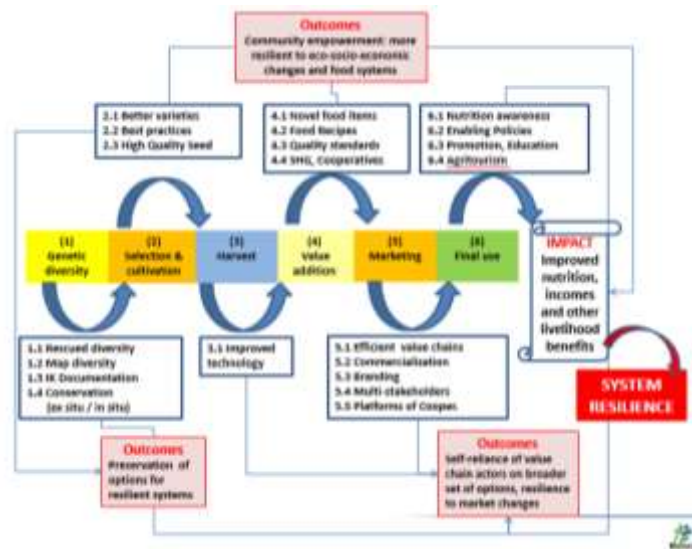 Outcomes
Community empowerment: more
resilient to eco-socio-economic
changes and food systems
2.1 Better varieties
2.2 Best practices
2.3 High Quality Seed
4.1 Novel food items
4.2 Food Recipes
4.3 Quality standards
4.4 SHG, Cooperatives
6.1 Nutrition awareness
6.2 Enabling Policies
6.3 Promotion, Education
6.4 Agritourism
(1)
Genetic
diversity
(2)
Selection &
cultivation
(3)
Harvest
(4)
Value
addition
(5)
Marketing
(6)
Final use
IMPACT
Improved
nutrition,
incomes
and other
livelihood
benefits
1.1 Rescued diversity
1.2 Map diversity
1.3 IK Documentation
1.4 Conservation
(ex situ / in situ)
3.1 Improved
technology
5.1 Efficient value chains
5.2 Commercialization
5.3 Branding
5.4 Multi-stakeholders
5.5 Platforms of Cooper.
SYSTEM
RESILIENCE
Outcomes
Preservation of
options for
resilient systems
Outcomes
Self-reliance of value
chain actors on broader
set of options, resilience
to market changes